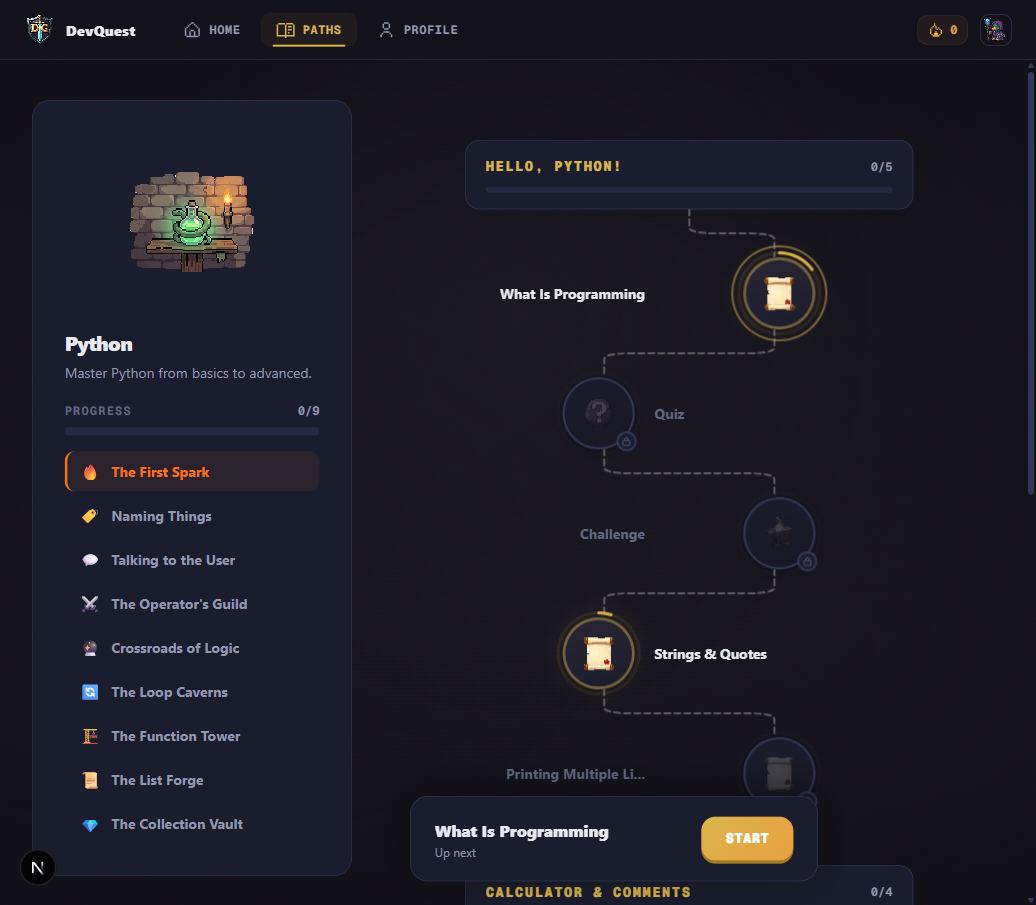 DG
DevQuest
HOME
PATHS
PROFILE
0
Python
Master Python from basics to advanced.
PROGRESS
0/9
The First Spark
Naming Things
Talking to the User
The Operator's Guild
Crossroads of Logic
The Loop Caverns
The Function Tower
The List Forge
The Collection Vault
N
HELLO, PYTHON!
0/5
What Is Programming
?
Quiz
Challenge
Strings & Quotes
Printing Multiple Li...
What Is Programming
Up next
START
CALCULATOR & COMMENTS
0/4